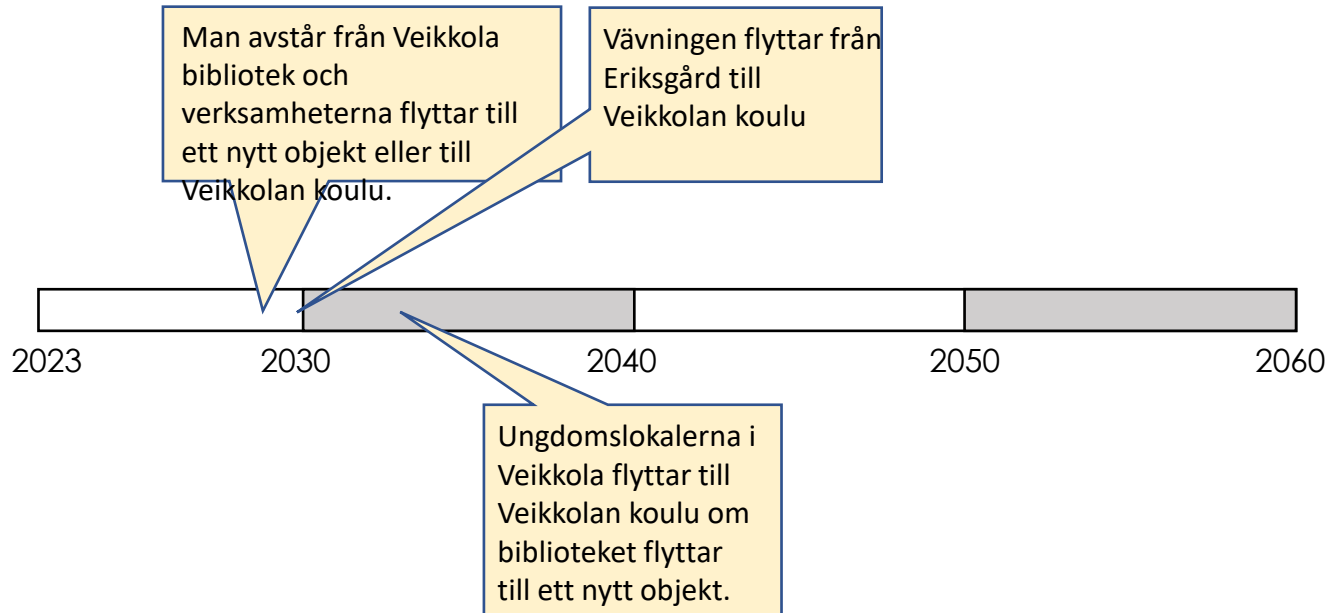 Man avstår från Veikkola
bibliotek och
verksamheterna flyttar till
ett nytt objekt eller till
Veikkolan koulu.
Vävningen flyttar från
Eriksgård till
Veikkolan koulu
2023
2030
2040
2050
2060
Ungdomslokalerna i
Veikkola flyttar till
Veikkolan koulu om
biblioteket flyttar
till ett nytt objekt.